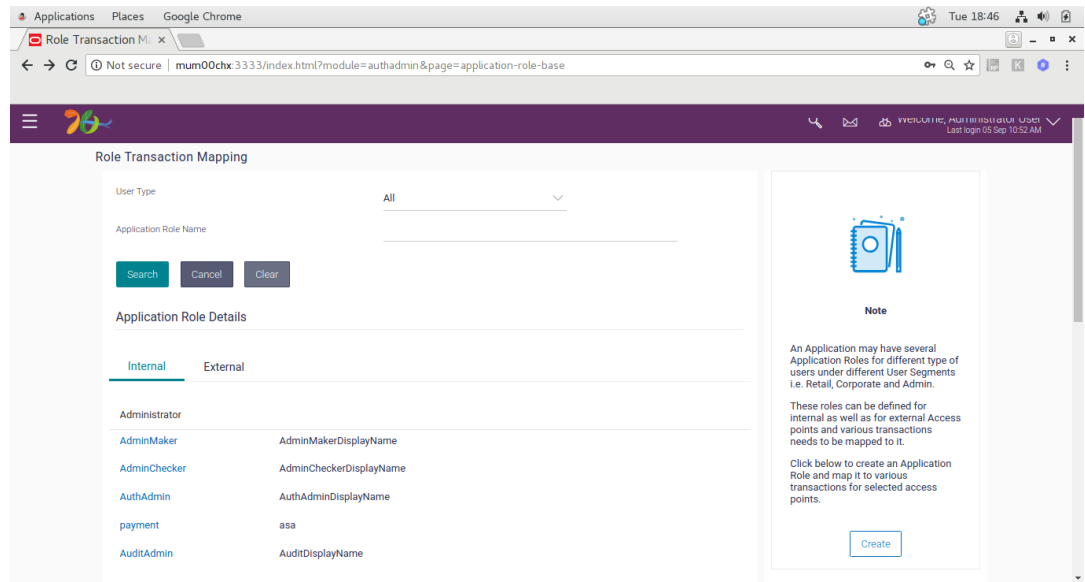 Applications Places Google Chrome Tue 18:46
Role Transaction Ma
Not secure | mum00chx:3333/index.html?module=authadmin&page=application-role-base
Welcome, Administrator User
Last login 05 Sep 10:52 AM
Role Transaction Mapping
User Type All
Application Role Name
Search Cancel Clear
Application Role Details
Internal External
Administrator
AdminMaker AdminMakerDisplayName
AdminChecker AdminCheckerDisplayName
AuthAdmin AuthAdminDisplayName
payment asa
AuditAdmin AuditDisplayName
Note
An Application may have several
Application Roles for different type of
users under different User Segments
i.e. Retail, Corporate and Admin.
These roles can be defined for
internal as well as for external Access
points and various transactions
needs to be mapped to it.
Click below to create an Application
Role and map it to various
transactions for selected access
points.
Create